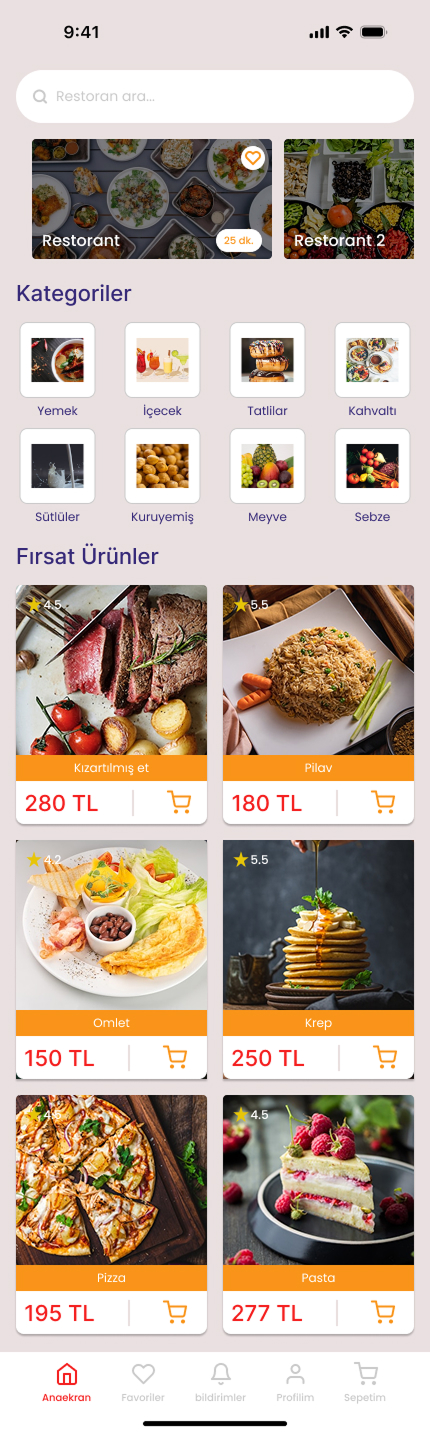 9:41
Restoran ara...
Restorant
25 dk.
Restorant 2
Kategoriler
Yemek
İçecek
Tatlilar
Kahvaltı
Sütlüler
Kuruyemiş
Meyve
Sebze
Fırsat Ürünler
4.5
5.5
Kızartılmış et
Pilav
280 TL
180 TL
4.2
5.5
Omlet
Krep
150 TL
250 TL
4.6
4.5
Pizza
Pasta
195 TL
277 TL
Anaekran
Favoriler
bildirimler
Profilim
Sepetim